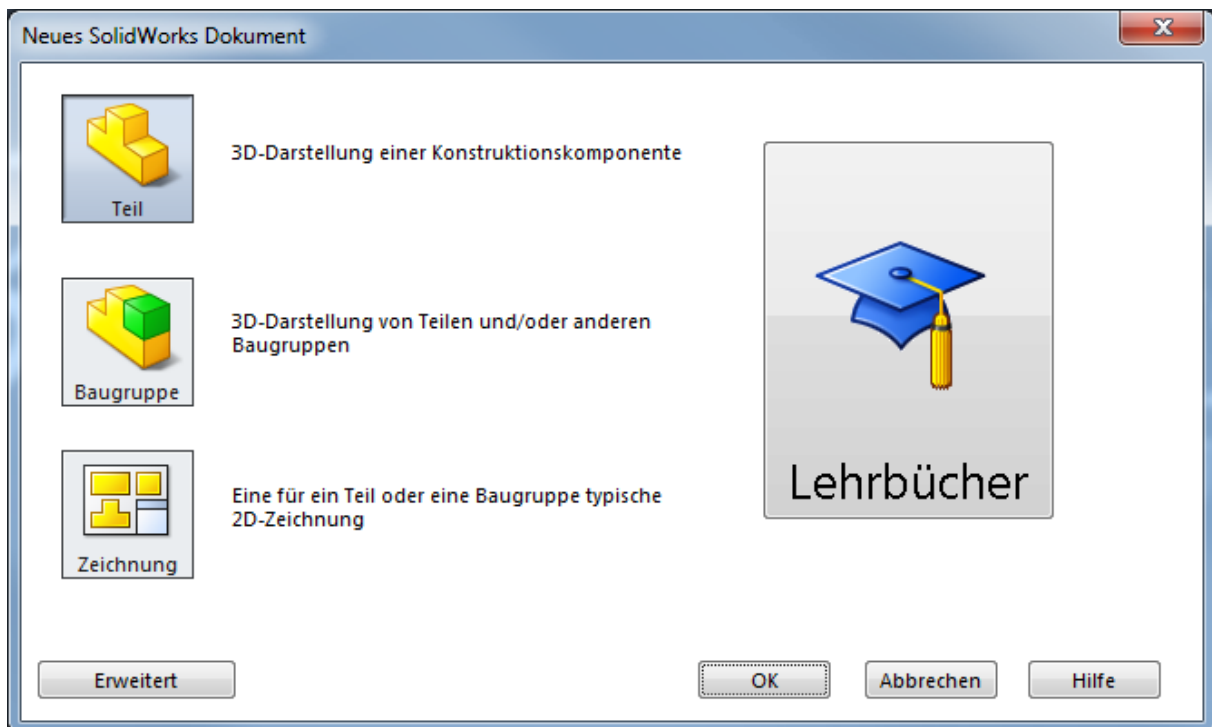 Neues SolidWorks Dokument
Teil
3D-Darstellung einer Konstruktionskomponente
Baugruppe
3D-Darstellung von Teilen und/oder anderen
Baugruppen
Zeichnung
Eine für ein Teil oder eine Baugruppe typische
2D-Zeichnung
Lehrbücher
Erweitert
OK
Abbrechen
Hilfe